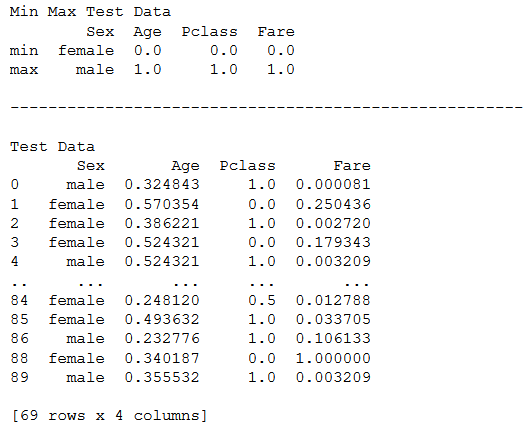 Min Max Test Data
Sex Age Pclass Fare
min female 0.0 0.0 0.0
max male 1.0 1.0 1.0
------------------------------------------------------
Test Data
Sex Age Pclass Fare
0 male 0.324843 1.0 0.000081
1 female 0.570354 0.0 0.250436
2 female 0.386221 1.0 0.002720
3 female 0.524321 0.0 0.179343
4 male 0.524321 1.0 0.003209
.. ... ... ... ...
84 female 0.248120 0.5 0.012788
85 female 0.493632 1.0 0.033705
86 male 0.232776 1.0 0.106133
88 female 0.340187 0.0 1.000000
89 male 0.355532 1.0 0.003209
[69 rows x 4 columns]